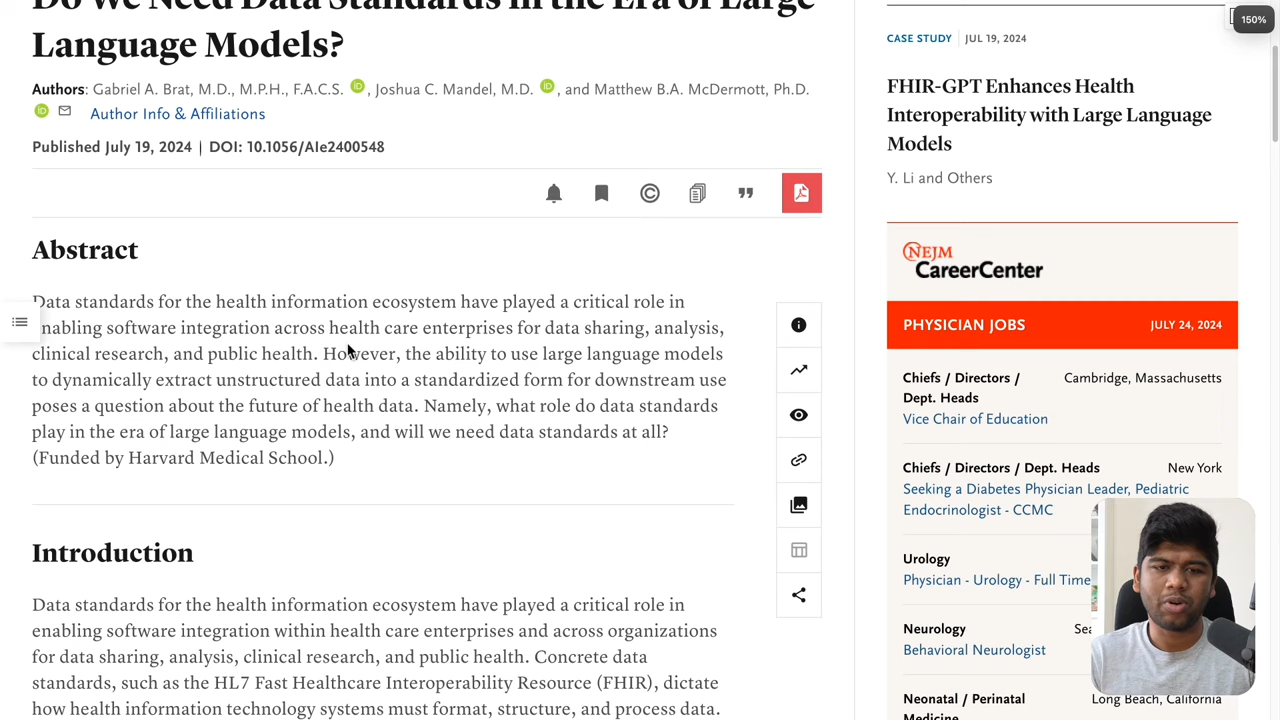 Do We Need Data Standards in the Era of Large
Language Models?
Authors: Gabriel A. Brat, M.D., M.P.H., F.A.C.S. iD, Joshua C. Mandel, M.D. iD, and Matthew B.A. McDermott, Ph.D.
iD Author Info & Affiliations
Published July 19, 2024 | DOI: 10.1056/AIe2400548
Abstract
Data standards for the health information ecosystem have played a critical role in
enabling software integration across health care enterprises for data sharing, analysis,
clinical research, and public health. However, the ability to use large language models
to dynamically extract unstructured data into a standardized form for downstream use
poses a question about the future of health data. Namely, what role do data standards
play in the era of large language models, and will we need data standards at all?
(Funded by Harvard Medical School.)
Introduction
Data standards for the health information ecosystem have played a critical role in
enabling software integration within health care enterprises and across organizations
for data sharing, analysis, clinical research, and public health. Concrete data
standards, such as the HL7 Fast Healthcare Interoperability Resource (FHIR), dictate
how health information technology systems must format, structure, and process data.
150%
CASE STUDY | JUL 19, 2024
FHIR-GPT Enhances Health
Interoperability with Large Language
Models
Y. Li and Others
NEJM
CareerCenter
PHYSICIAN JOBS JULY 24, 2024
Chiefs / Directors / Cambridge, Massachusetts
Dept. Heads
Vice Chair of Education
Chiefs / Directors / Dept. Heads New York
Seeking a Diabetes Physician Leader, Pediatric
Endocrinologist - CCMC
Urology
Physician - Urology - Full Time
Neurology Sea
Behavioral Neurologist
Neonatal / Perinatal Long Beach, California
Medicine